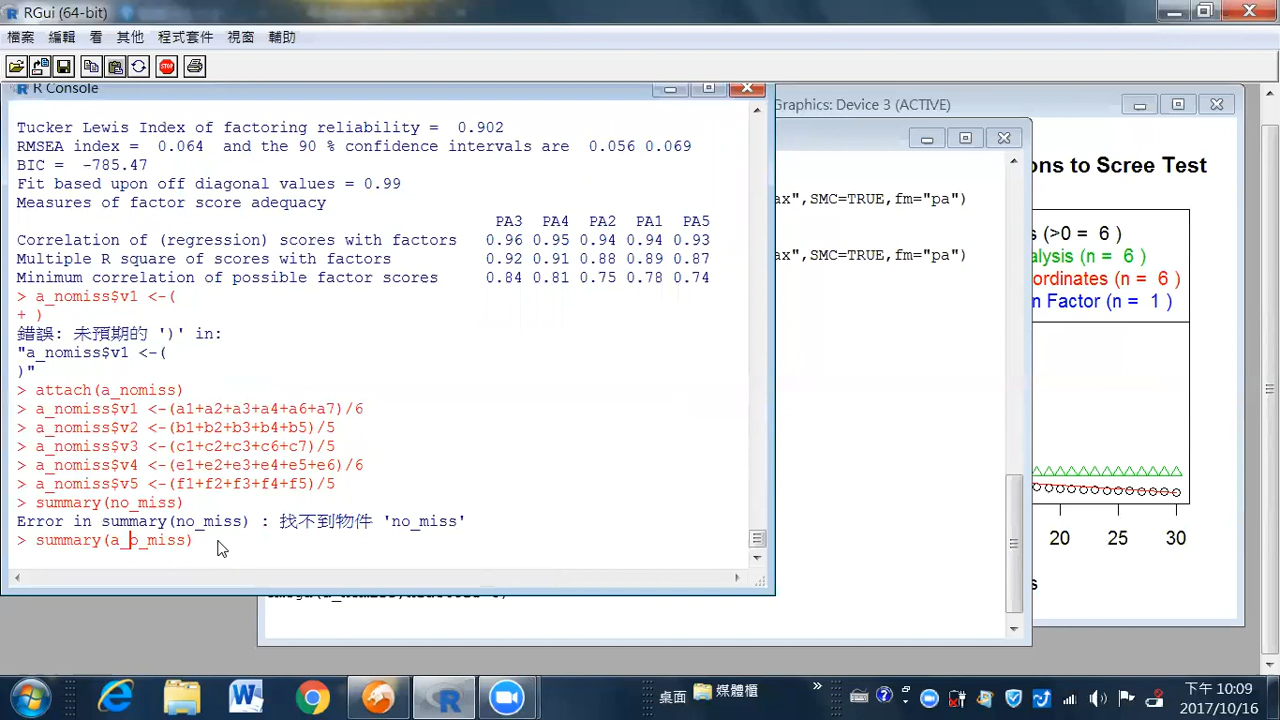 RGui (64-bit)
檔案 編輯 看 其他 程式套件 視窗 輔助
STOP
R Console
Graphics: Device 3 (ACTIVE)
Tucker Lewis Index of factoring reliability =  0.902
RMSEA index =  0.064  and the 90 % confidence intervals are  0.056 0.069
BIC =  -785.47
Fit based upon off diagonal values = 0.99
Measures of factor score adequacy
PA3  PA4  PA2  PA1  PA5
Correlation of (regression) scores with factors   0.96 0.95 0.94 0.94 0.93
Multiple R square of scores with factors          0.92 0.91 0.88 0.89 0.87
Minimum correlation of possible factor scores     0.84 0.81 0.75 0.78 0.74
> a_nomiss$v1 <-(
+ )
錯誤: 未預期的 ')' in:
"a_nomiss$v1 <-(
)"
> attach(a_nomiss)
> a_nomiss$v1 <-(a1+a2+a3+a4+a6+a7)/6
> a_nomiss$v2 <-(b1+b2+b3+b4+b5)/5
> a_nomiss$v3 <-(c1+c2+c3+c6+c7)/5
> a_nomiss$v4 <-(e1+e2+e3+e4+e5+e6)/6
> a_nomiss$v5 <-(f1+f2+f3+f4+f5)/5
> summary(no_miss)
Error in summary(no_miss) : 找不到物件 'no_miss'
> summary(a_o_miss)
ax",SMC=TRUE,fm="pa")
ax",SMC=TRUE,fm="pa")
ons to Scree Test
s (>0 =  6 )
alysis (n =  6 )
ordinates (n =  6 )
n Factor (n =  1 )
20 25 30
桌面 媒體櫃
下午 10:09
2017/10/16